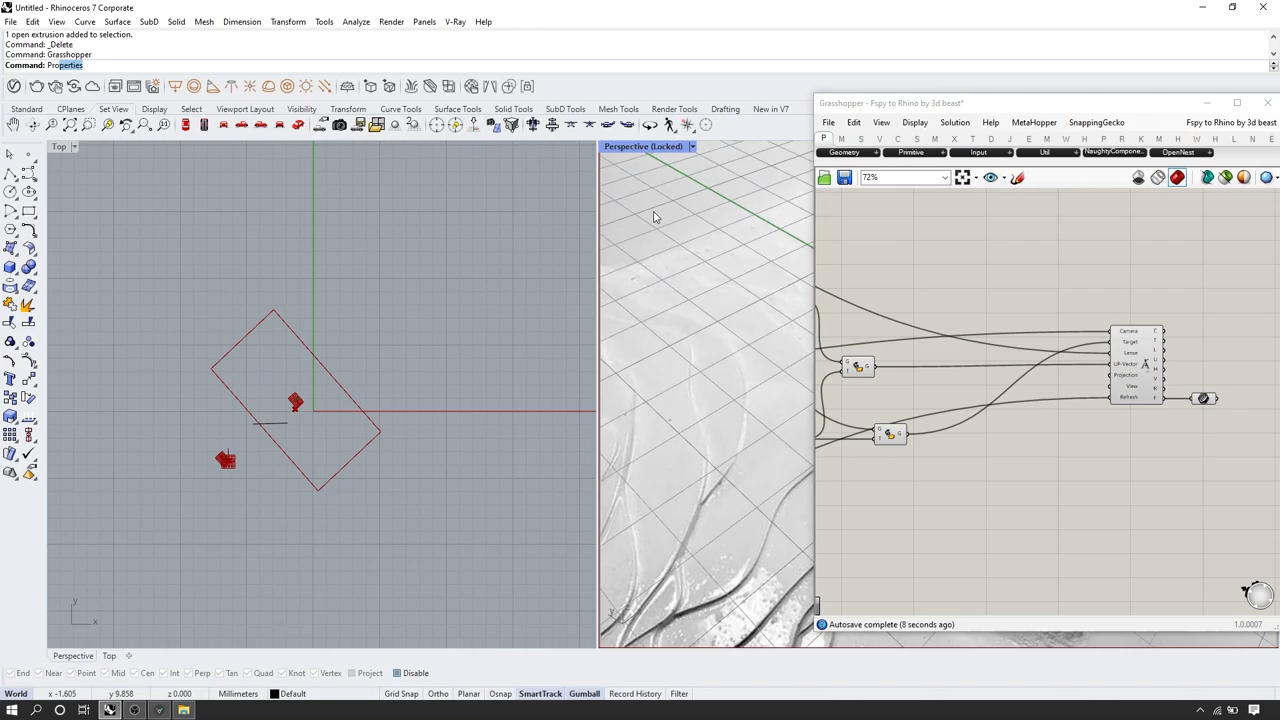 Untitled - Rhinoceros 7 Corporate
File Edit View Curve Surface SubD Solid Mesh Dimension Transform Tools Analyze Render Panels V-Ray Help
1 open extrusion added to selection.
Command: _Delete
Command: Grasshopper
Command: Properties
Standard CPlanes Set View Display Select Viewport Layout Visibility Transform Curve Tools Surface Tools Solid Tools SubD Tools Mesh Tools Render Tools Drafting New in V7
Top
Perspective (Locked)
Grasshopper - Fspy to Rhino by 3d beast*
File Edit View Display Solution Help MetaHopper SnappingGecko Fspy to Rhino by 3d beast
P M S V C S M I T D W L H L P E K U T F M K H W C H
Geometry + Primitive + Input + Util + NaughtyCompone... OpenNest +
72%
Camera C
Target T
Lense L
UP-Vector U
H
Projection V
View R
Refresh F
G G
T
G G
T
y
x
y
Autosave complete (8 seconds ago) 1.0.0007
Perspective Top
End Near Point Mid Cen Int Perp Tan Quad Knot Vertex Project Disable
World x -1.605 y 9.858 z 0.000 Millimeters Default Grid Snap Ortho Planar Osnap SmartTrack Gumball Record History Filter